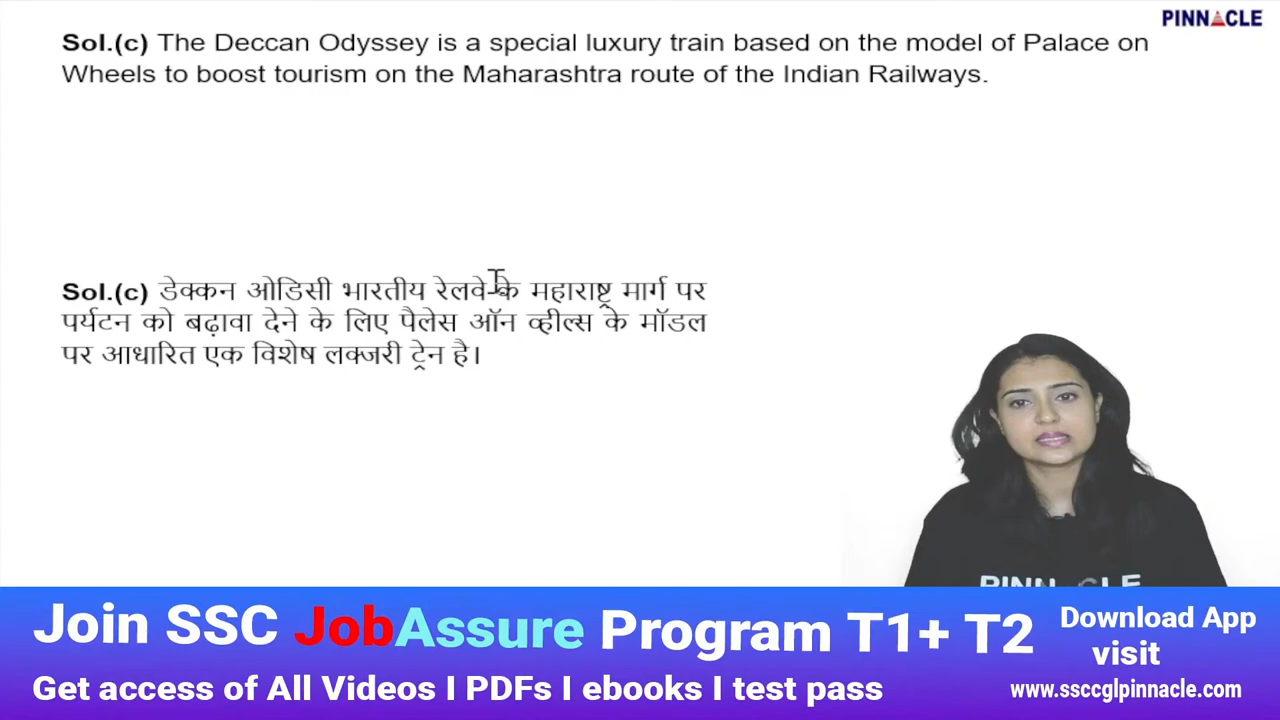 PINNACLE
Sol.(c) The Deccan Odyssey is a special luxury train based on the model of Palace on
Wheels to boost tourism on the Maharashtra route of the Indian Railways.
Sol.(c) डेक्कन ओडिसी भारतीय रेलवे के महाराष्ट्र मार्ग पर
पर्यटन को बढ़ावा देने के लिए पैलेस ऑन व्हील्स के मॉडल
पर आधारित एक विशेष लक्जरी ट्रेन है।
Join SSC JobAssure Program T1+ T2
Get access of All Videos I PDFs I ebooks I test pass
Download App
visit
www.ssccglpinnacle.com